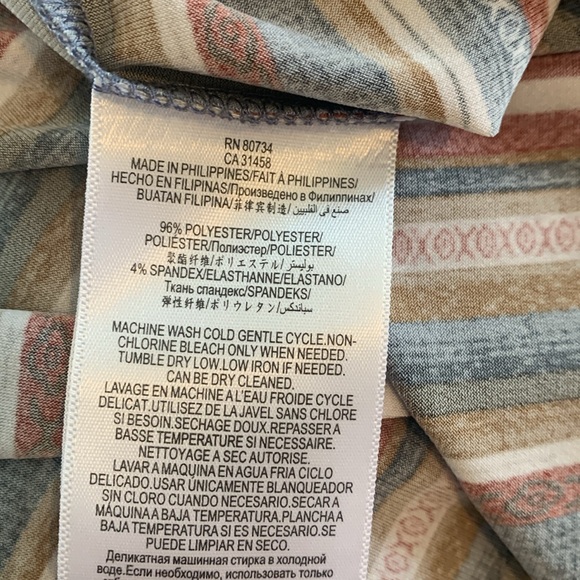 RN 80734
CA 31458
MADE IN PHILIPPINES/FAIT À PHILIPPINES/
HECHO EN FILIPINAS/Произведено в Филиппинах/
BUATAN FILIPINA/菲律宾制造/صنع في الفلبين
96% POLYESTER/POLYESTER/
POLIÉSTER/Полиэстер/POLIESTER/
聚酯纤维/ポリエステル/بوليستر
4% SPANDEX/ELASTHANNE/ELASTANO/
Ткань спандекс/SPANDEKS/
弹性纤维/ポリウレタン/سباندكس
MACHINE WASH COLD GENTLE CYCLE.NON-
CHLORINE BLEACH ONLY WHEN NEEDED.
TUMBLE DRY LOW.LOW IRON IF NEEDED.
CAN BE DRY CLEANED.
LAVAGE EN MACHINE A L'EAU FROIDE CYCLE
DELICAT.UTILISEZ DE LA JAVEL SANS CHLORE
SI BESOIN.SECHAGE DOUX.REPASSER A
BASSE TEMPERATURE SI NECESSAIRE.
NETTOYAGE A SEC AUTORISE.
LAVAR A MAQUINA EN AGUA FRIA CICLO
DELICADO.USAR ÚNICAMENTE BLANQUEADOR
SIN CLORO CUANDO NECESARIO.SECAR A
MÁQUINA A BAJA TEMPERATURA.PLANCHA A
BAJA TEMPERATURA SI ES NECESARIO.SE
PUEDE LIMPIAR EN SECO.
Деликатная машинная стирка в холодной
воде.Если необходимо, использовать только